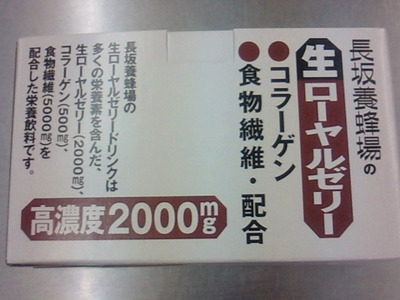 長坂養蜂場の
生ローヤルゼリー
●コラーゲン
●食物繊維・配合
長坂養蜂場の
生ローヤルゼリードリンクは
多くの栄養素を含んだ、
生ローヤルゼリー(2000mg)、
コラーゲン(500mg)、
食物繊維(5000mg)を
配合した栄養飲料です。
高濃度2000mg